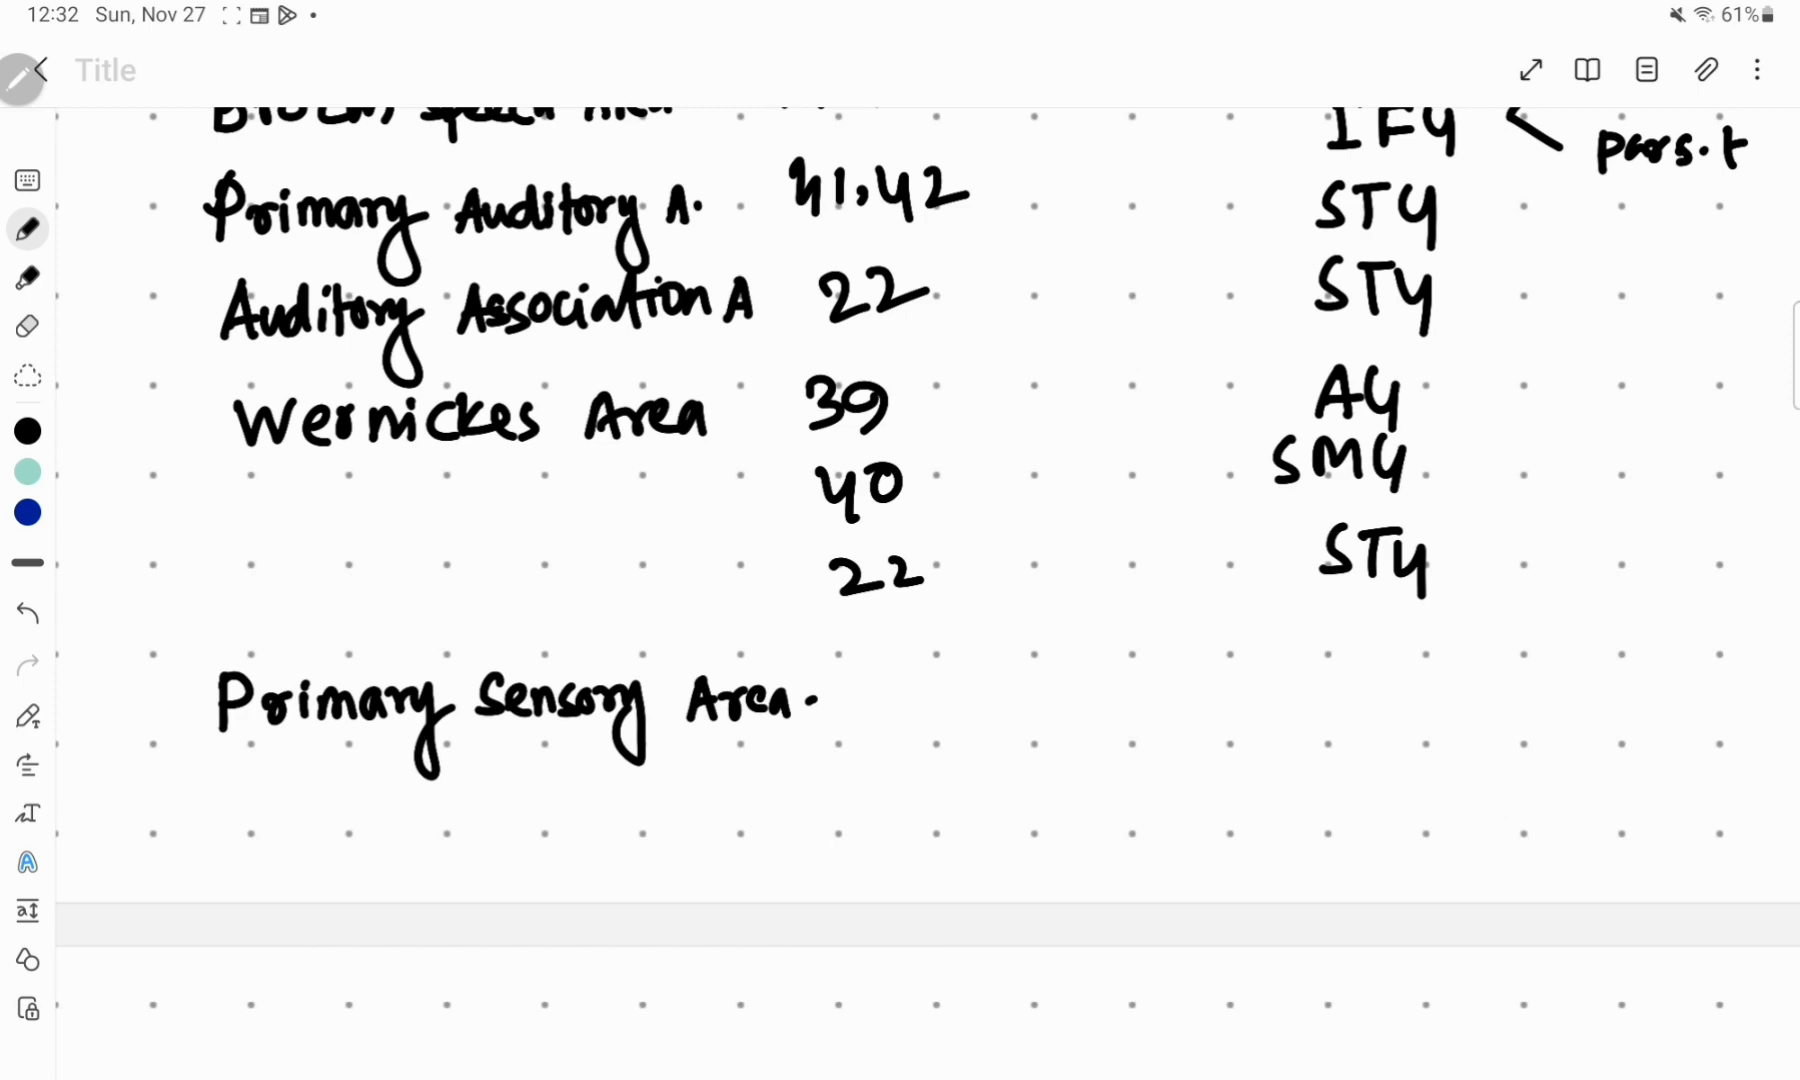 12:32 Sun, Nov 27 61%
Title
Area IFG pars.t
Primary Auditory A. 41,42 STG
Auditory Association A 22 STG
Wernickes Area 39 AG
40 SMG
22 STG
Primary Sensory Area.